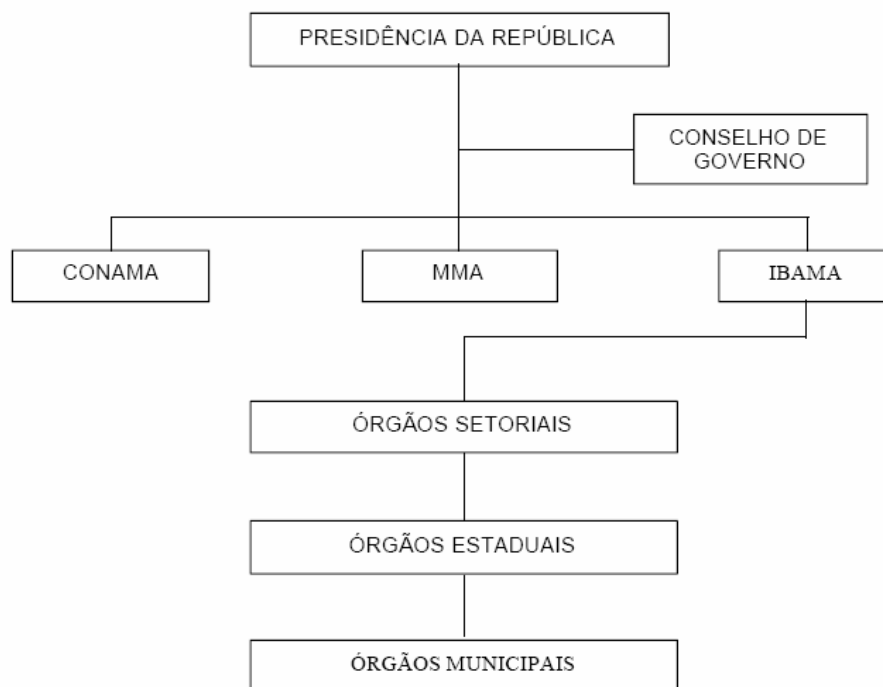 PRESIDÊNCIA DA REPÚBLICA
CONSELHO DE
GOVERNO
CONAMA
MMA
IBAMA
ÓRGÃOS SETORIAIS
ÓRGÃOS ESTADUAIS
ÓRGÃOS MUNICIPAIS